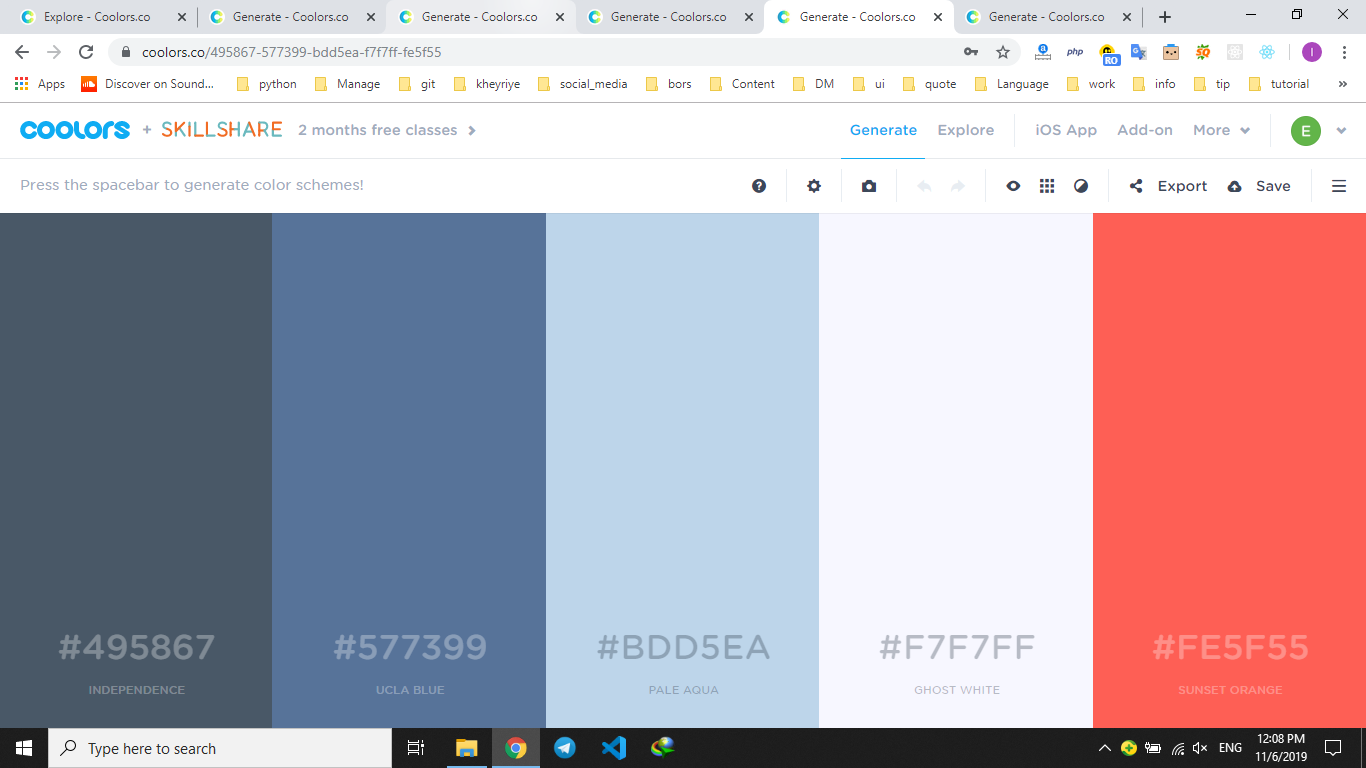 Explore - Coolors.co
Generate - Coolors.co
Generate - Coolors.co
Generate - Coolors.co
Generate - Coolors.co
Generate - Coolors.co
coolors.co/495867-577399-bdd5ea-f7f7ff-fe5f55
php
RO
I
Apps
Discover on Sound...
python
Manage
git
kheyriye
social_media
bors
Content
DM
ui
quote
Language
work
info
tip
tutorial
»
coolors + SKILLSHARE 2 months free classes
Generate
Explore
iOS App
Add-on
More
E
Press the spacebar to generate color schemes!
Export
Save
#495867
#577399
#BDD5EA
#F7F7FF
#FE5F55
INDEPENDENCE
UCLA BLUE
PALE AQUA
GHOST WHITE
SUNSET ORANGE
Type here to search
ENG
12:08 PM
11/6/2019